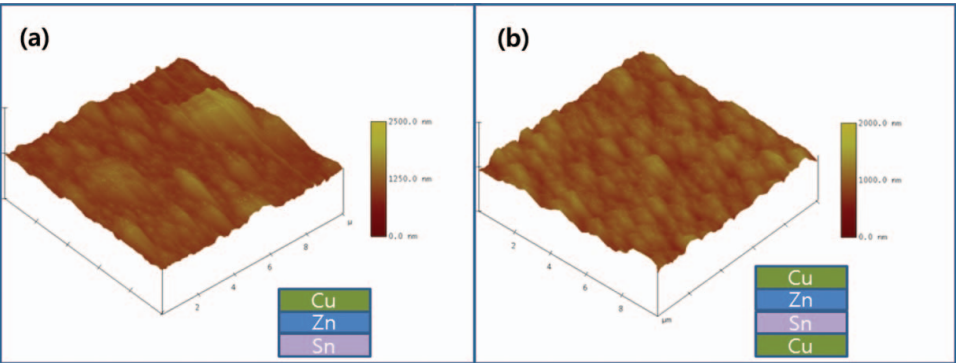 (a)
2500.0 nm
1250.0 nm
0.0 nm
2
4
6
8
μ
Cu
Zn
Sn
(b)
2000.0 nm
1000.0 nm
0.0 nm
2
4
6
8
μm
Cu
Zn
Sn
Cu